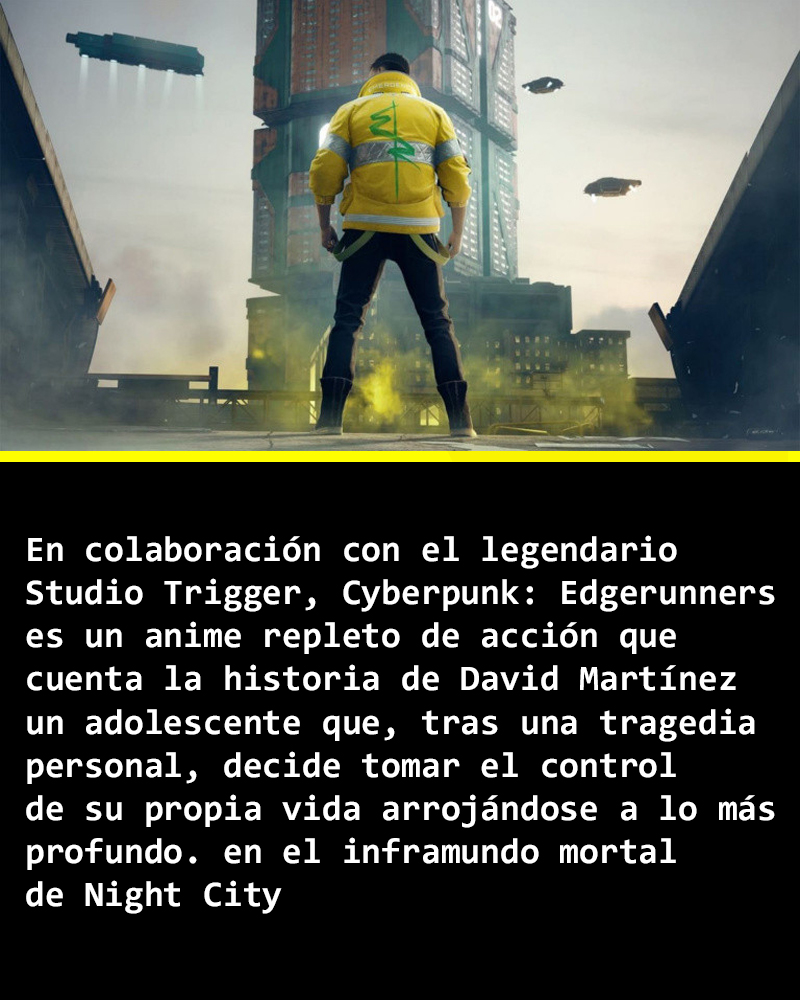 02
En colaboración con el legendario
Studio Trigger, Cyberpunk: Edgerunners
es un anime repleto de acción que
cuenta la historia de David Martínez
un adolescente que, tras una tragedia
personal, decide tomar el control
de su propia vida arrojándose a lo más
profundo. en el inframundo mortal
de Night City